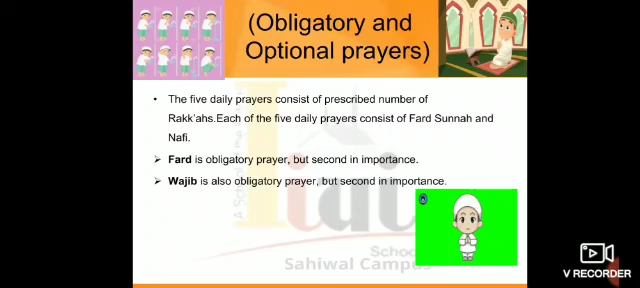 (Obligatory and
Optional prayers)
• The five daily prayers consist of prescribed number of
Rakk'ahs.Each of the five daily prayers consist of Fard Sunnah and
Nafi.
➢ Fard is obligatory prayer, but second in importance.
➢ Wajib is also obligatory prayer, but second in importance.
School
Sahiwal Campus
V RECORDER